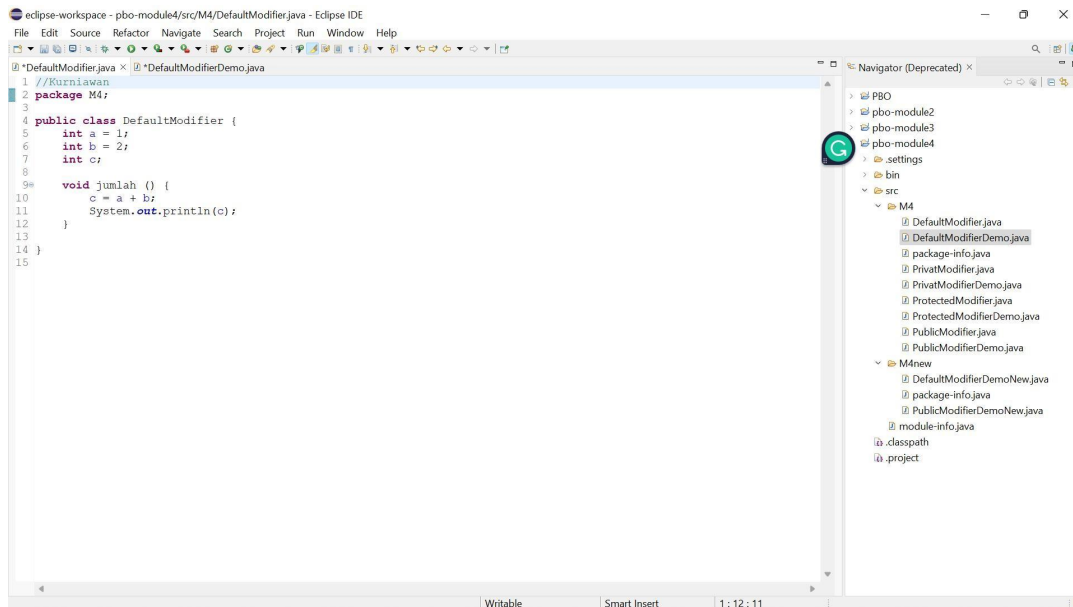 eclipse-workspace - pbo-module4/src/M4/DefaultModifier.java - Eclipse IDE
File Edit Source Refactor Navigate Search Project Run Window Help
*DefaultModifier.java × *DefaultModifierDemo.java
1 //Kurniawan
2 package M4;
3
4 public class DefaultModifier {
5 int a = 1;
6 int b = 2;
7 int c;
8
9 void jumlah () {
10 c = a + b;
11 System.out.println(c);
12 }
13
14 }
15
Navigator (Deprecated) ×
PBO
pbo-module2
pbo-module3
pbo-module4
.settings
bin
src
M4
DefaultModifier.java
DefaultModifierDemo.java
package-info.java
PrivatModifier.java
PrivatModifierDemo.java
ProtectedModifier.java
ProtectedModifierDemo.java
PublicModifier.java
PublicModifierDemo.java
M4new
DefaultModifierDemoNew.java
package-info.java
PublicModifierDemoNew.java
module-info.java
.classpath
.project
Writable Smart Insert 1 : 12 : 11